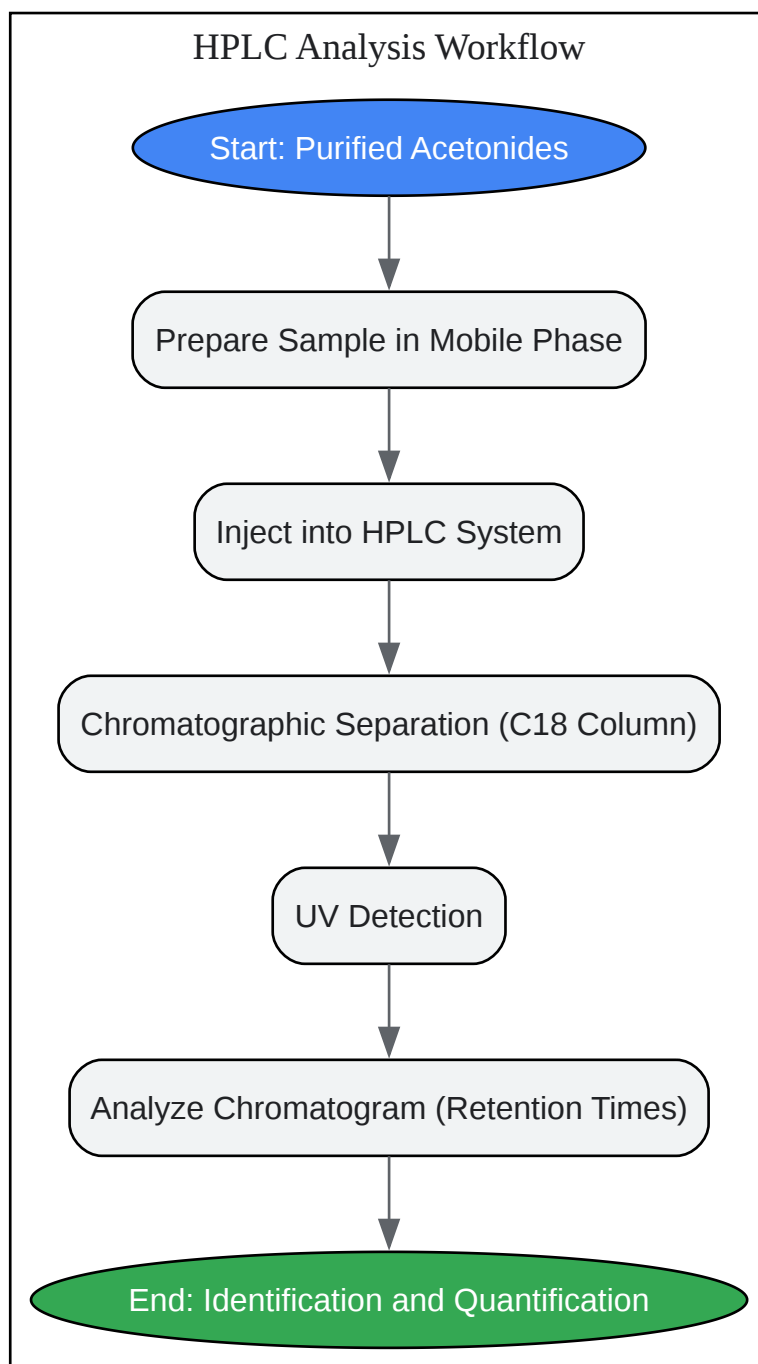 HPLC Analysis Workflow
Start: Purified Acetonides
Prepare Sample in Mobile Phase
Inject into HPLC System
Chromatographic Separation (C18 Column)
UV Detection
Analyze Chromatogram (Retention Times)
End: Identification and Quantification